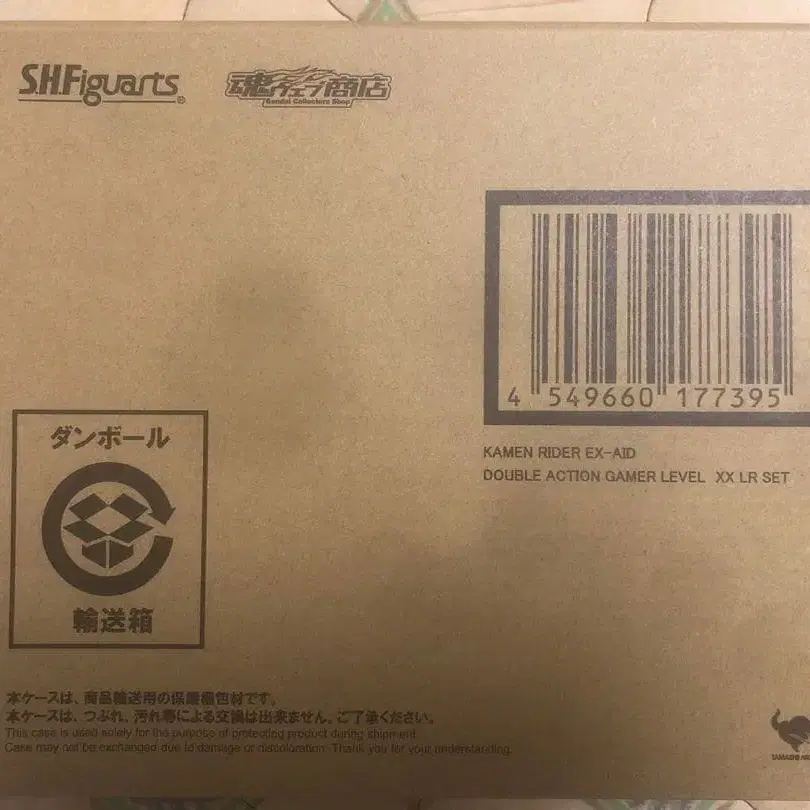 S.H.Figuarts
魂ウェブ商店
Bandai Collectors Shop
4 549660 177395
KAMEN RIDER EX-AID
DOUBLE ACTION GAMER LEVEL XX LR SET
ダンボール
輸送箱
本ケースは、商品輸送用の保護梱包材です。
本ケースは、つぶれ、汚れ等による交換は出来ません。ご了承ください。
This case is used solely for the purpose of protecting product during shipment.
Case may not be exchanged due to damage or discoloration. Thank you for your understanding.
TAMASHII